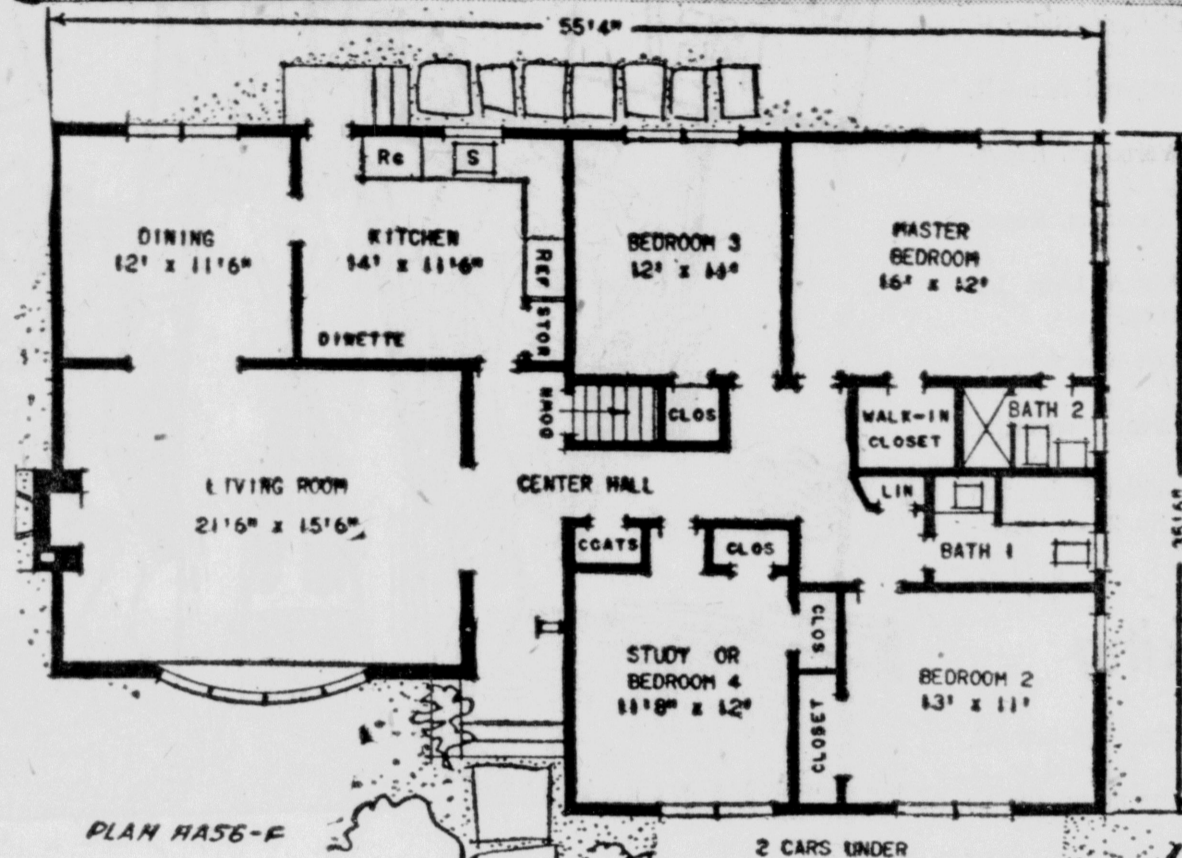 55'4"
Re
S
DINING
12' x 11'6"
KITCHEN
14' x 11'6"
REF
STOR
DINETTE
BEDROOM 3
12' x 11'
MASTER
BEDROOM
16' x 12'
DOWN
CLOS
WALK-IN
CLOSET
BATH 2
LIVING ROOM
21'6" x 15'6"
CENTER HALL
LIN
COATS
CLOS
BATH 1
CLOS
STUDY OR
BEDROOM 4
11'8" x 12'
BEDROOM 2
13' x 11'
CLOSET
PLAN HA56-F
2 CARS UNDER